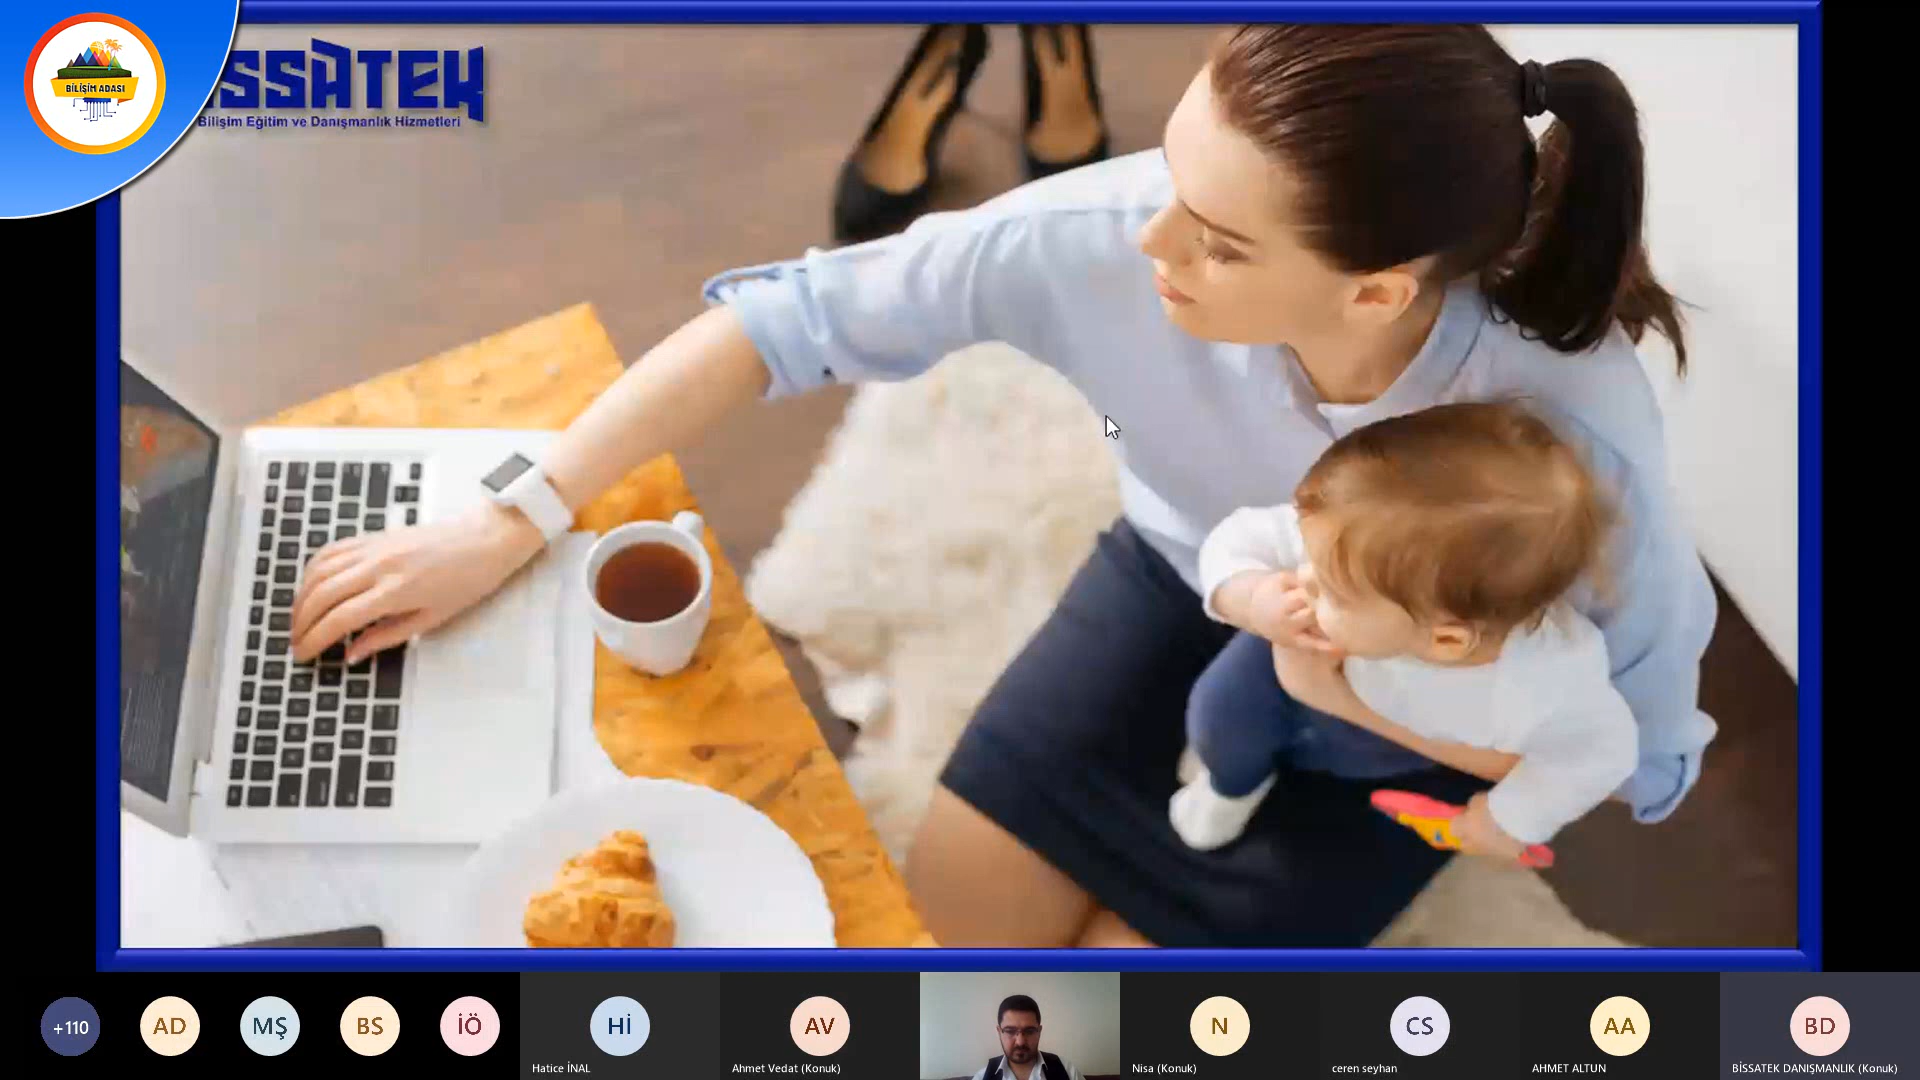 BİLİŞİM ADASI
İSSATEK
Bilişim Eğitim ve Danışmanlık Hizmetleri
+110
AD
MŞ
BS
İÖ
Hİ
AV
N
CS
AA
BD
Hatice İNAL
Ahmet Vedat (Konuk)
Nisa (Konuk)
ceren seyhan
AHMET ALTUN
BİSSATEK DANIŞMANLIK (Konuk)